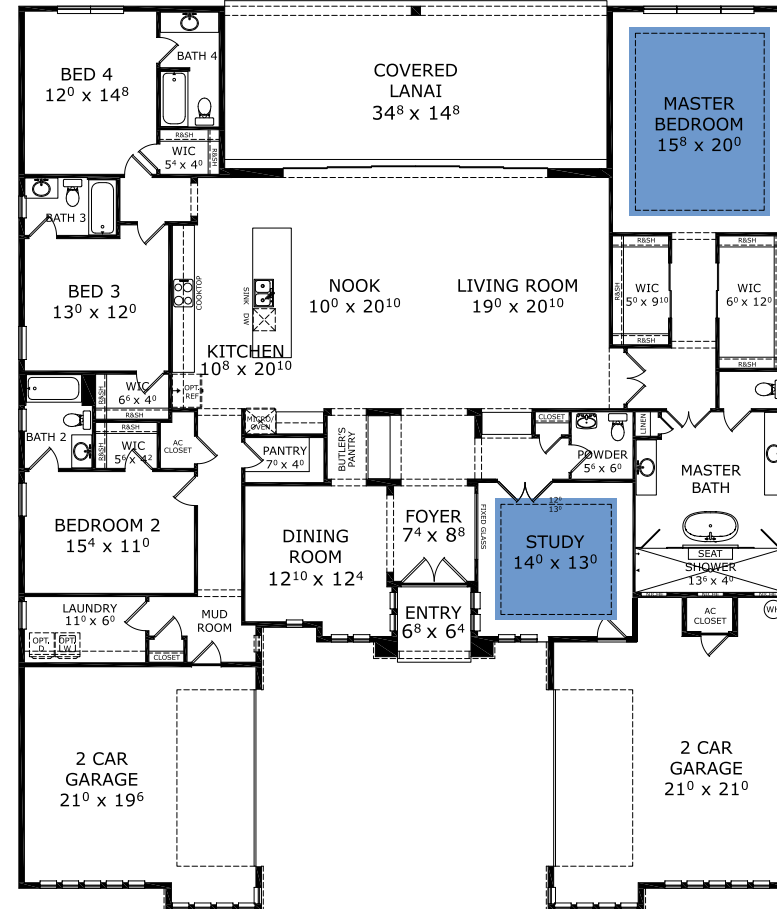 BED 4
12⁰ x 14⁸
BATH 4
R&SH
WIC
5⁴ x 4⁰
R&SH
COVERED
LANAI
34⁸ x 14⁸
MASTER
BEDROOM
15⁸ x 20⁰
BATH 3
BED 3
13⁰ x 12⁰
COOKTOP
SINK
DW
NOOK
10⁰ x 20¹⁰
LIVING ROOM
19⁰ x 20¹⁰
KITCHEN
10⁸ x 20¹⁰
R&SH
R&SH
WIC
5⁰ x 9¹⁰
R&SH
R&SH
WIC
6⁰ x 12⁰
R&SH
WIC
6⁶ x 4⁰
R&SH
R&SH
OPT.
REF
BATH 2
R&SH
R&SH
WIC
5⁶ x 4²
AC
CLOSET
MICRO/
OVEN
PANTRY
7⁰ x 4⁰
BUTLER'S
PANTRY
CLOSET
POWDER
5⁶ x 6⁰
LINEN
MASTER
BATH
SEAT
SHOWER
13⁶ x 4⁰
NICHE
NICHE
BEDROOM 2
15⁴ x 11⁰
DINING
ROOM
12¹⁰ x 12⁴
FOYER
7⁴ x 8⁸
FIXED GLASS
12⁰
13⁰
STUDY
14⁰ x 13⁰
ENTRY
6⁸ x 6⁴
LAUNDRY
11⁰ x 6⁰
OPT.
D
OPT.
W
MUD
ROOM
CLOSET
AC
CLOSET
WH
2 CAR
GARAGE
21⁰ x 19⁶
2 CAR
GARAGE
21⁰ x 21⁰